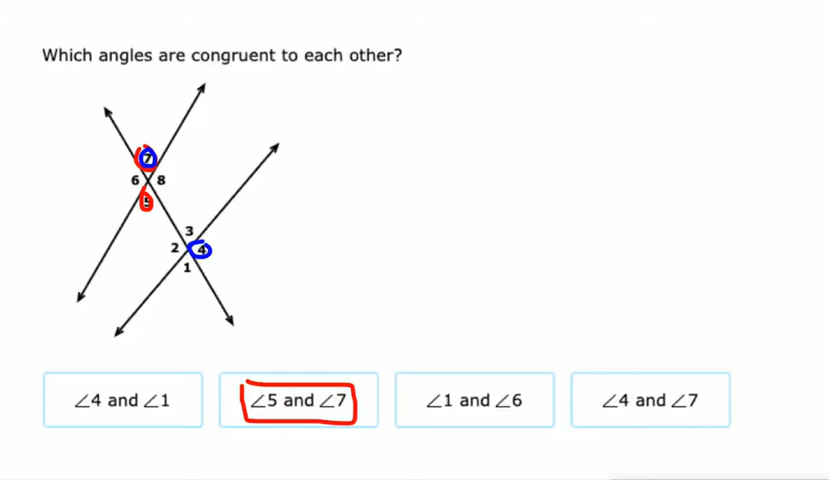 Which angles are congruent to each other?
7
6 8
5
3
2 4
1
∠4 and ∠1
∠5 and ∠7
∠1 and ∠6
∠4 and ∠7